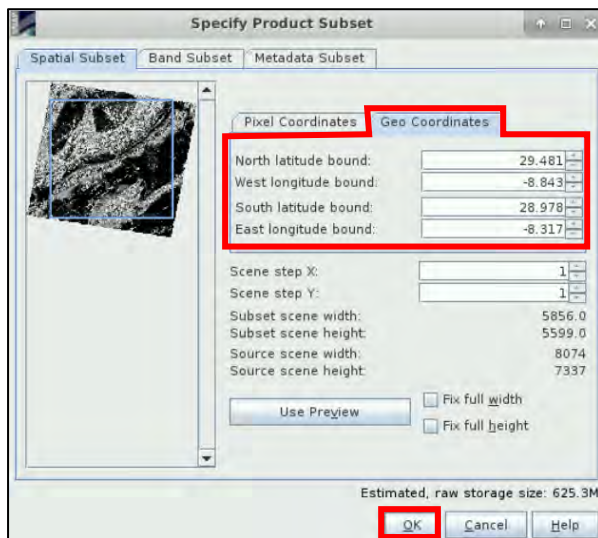 Specify Product Subset
Spatial Subset Band Subset Metadata Subset
Pixel Coordinates Geo Coordinates
North latitude bound: 29.481
West longitude bound: -8.843
South latitude bound: 28.978
East longitude bound: -8.317
Scene step X: 1
Scene step Y: 1
Subset scene width: 5856.0
Subset scene height: 5599.0
Source scene width: 8074
Source scene height: 7337
Use Preview
Fix full width
Fix full height
Estimated, raw storage size: 625.3M
OK Cancel Help